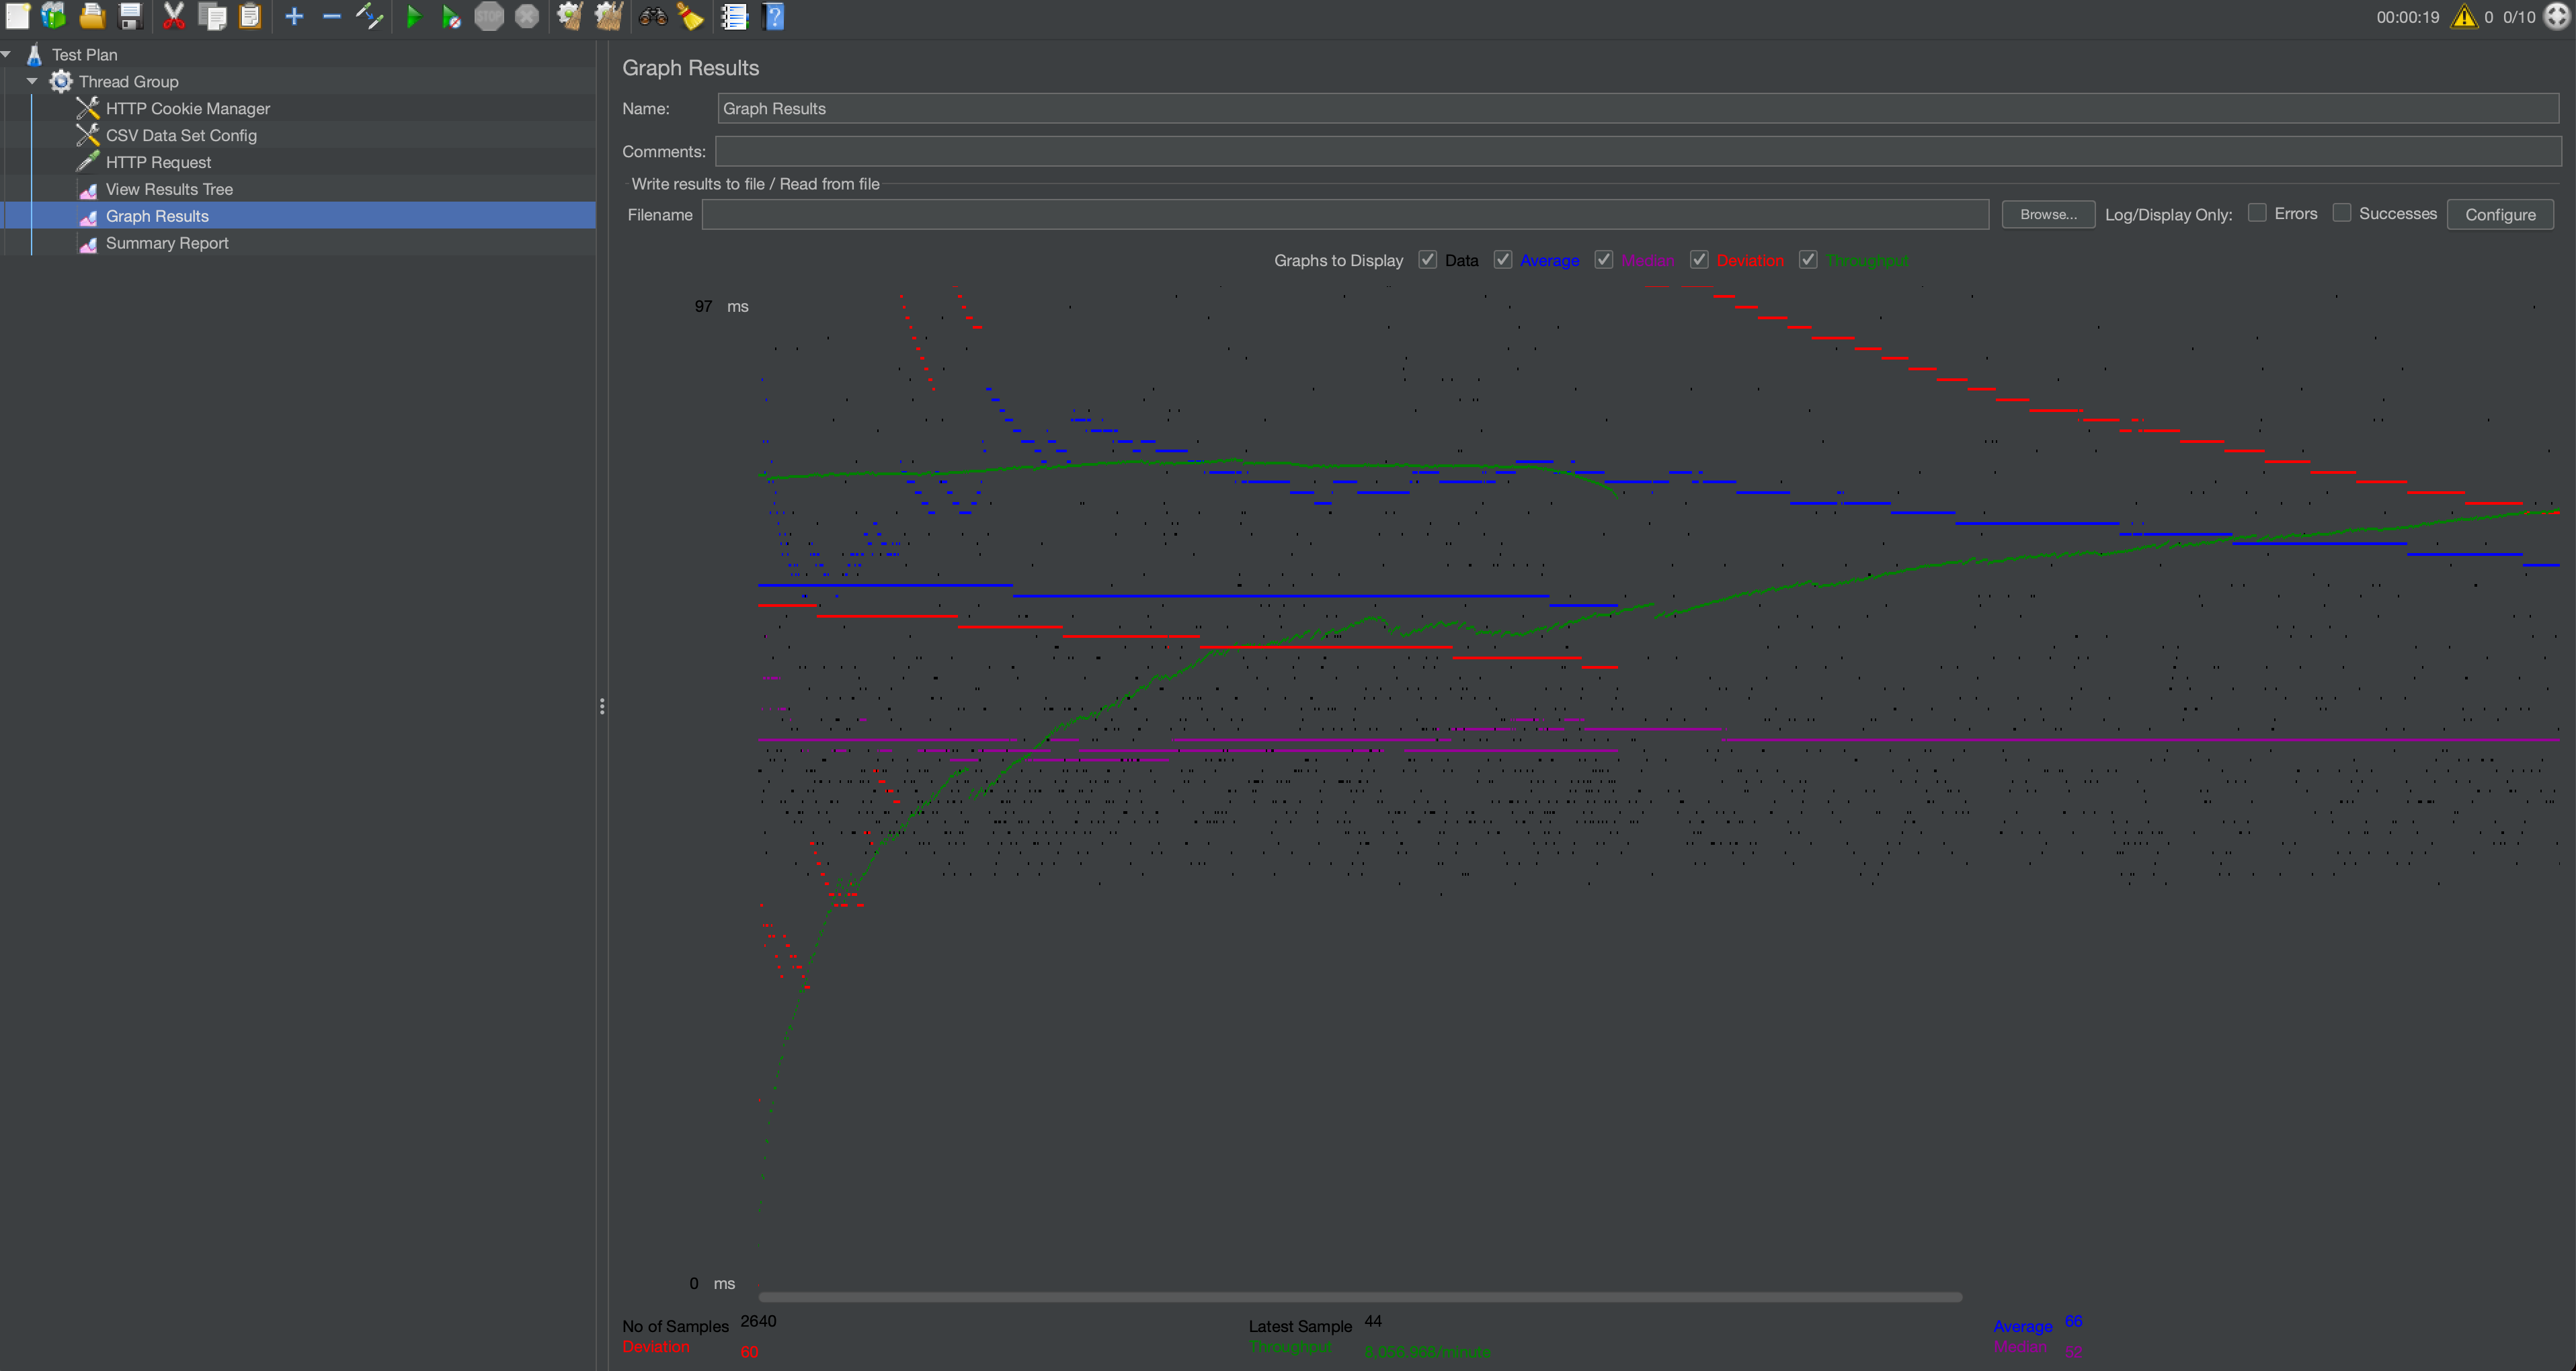 00:00:19 0 0/10
STOP
Test Plan
Thread Group
HTTP Cookie Manager
CSV Data Set Config
HTTP Request
View Results Tree
Graph Results
Summary Report
Graph Results
Name: Graph Results
Comments:
Write results to file / Read from file
Filename Browse... Log/Display Only: Errors Successes Configure
Graphs to Display Data Average Median Deviation Throughput
97 ms
0 ms
No of Samples 2640 Latest Sample 44 Average 66
Deviation 60 Throughput 8,056.968/minute Median 52